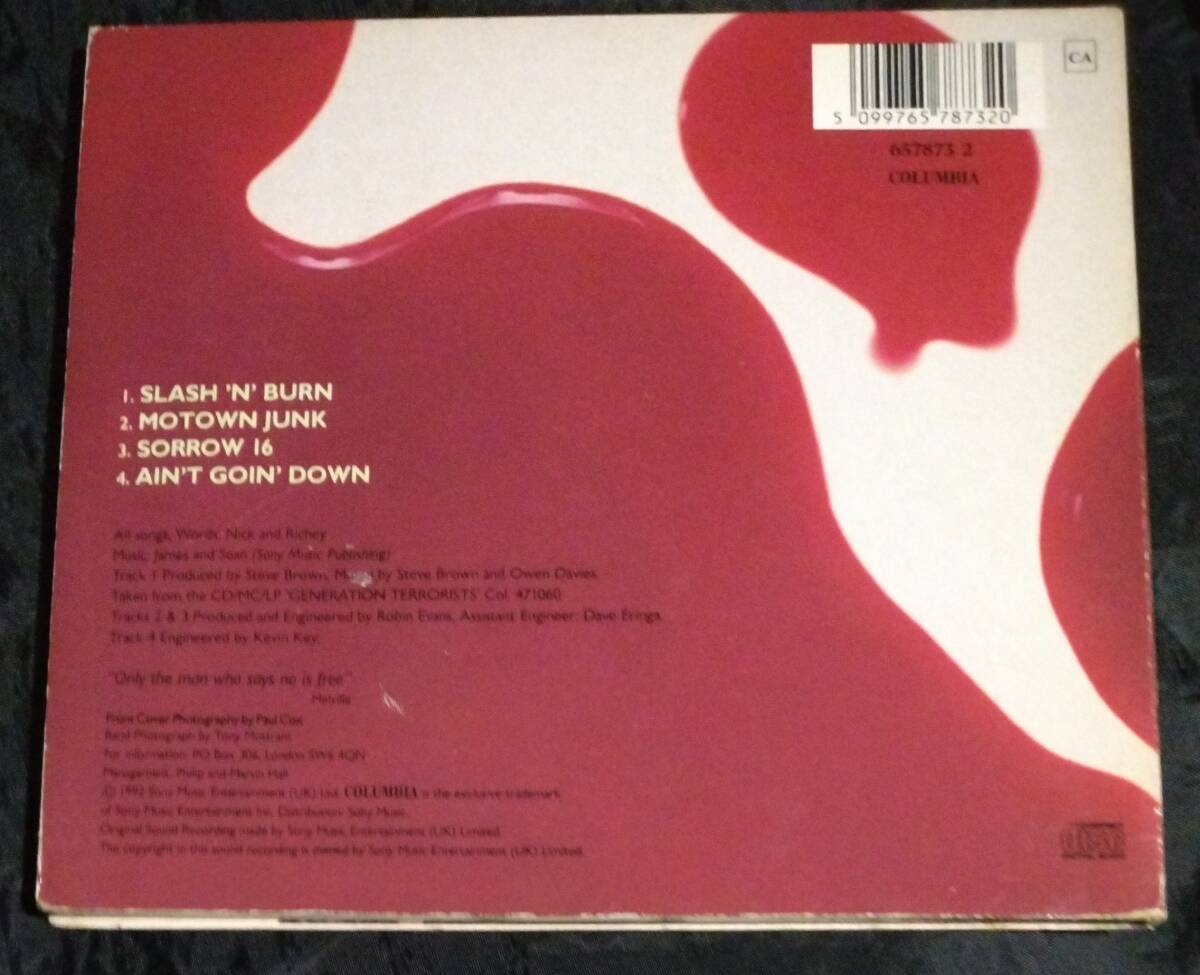 CA
5 099765 787320
657873 2
COLUMBIA
1. SLASH 'N' BURN
2. MOTOWN JUNK
3. SORROW 16
4. AIN'T GOIN' DOWN
All songs, Words: Nick and Richey
Music: James and Sean (Sony Music Publishing)
Track 1 Produced by Steve Brown, by Steve Brown and Owen Davies.
Taken from the CD/MC/LP 'GENERATION TERRORISTS' Col. 471060
Tracks 2 & 3 Produced and Engineered by Robin Evans, Assistant Engineer: Dave Eringa.
Track 4 Engineered by Kevin Key.
"Only the man who says no is free"
Melville
Front Cover Photography by Paul Cox
Band Photograph by Tony
For information: PO Box 306, London SW6 4QN
Management, Philip and Martin Hall
© 1992 Sony Music Entertainment (UK) Ltd. COLUMBIA is the exclusive trademark
of Sony Music Entertainment Inc. Distribution: Sony Music.
Original Sound Recording made by Sony Music Entertainment (UK) Limited
The copyright in this sound recording is owned by Sony Music Entertainment (UK) Limited.
disc
DIGITAL AUDIO